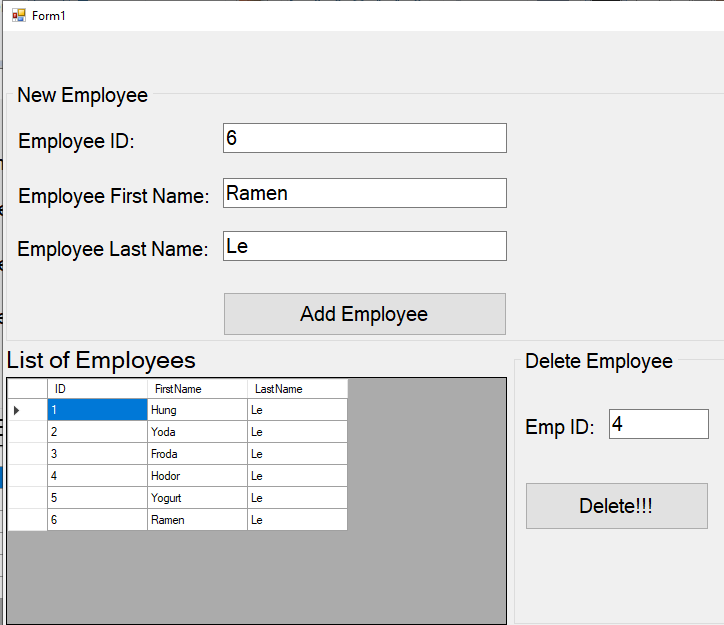 Form1
New Employee
Employee ID: 6
Employee First Name: Ramen
Employee Last Name: Le
Add Employee
List of Employees
ID FirstName LastName
1 Hung Le
2 Yoda Le
3 Froda Le
4 Hodor Le
5 Yogurt Le
6 Ramen Le
Delete Employee
Emp ID: 4
Delete!!!